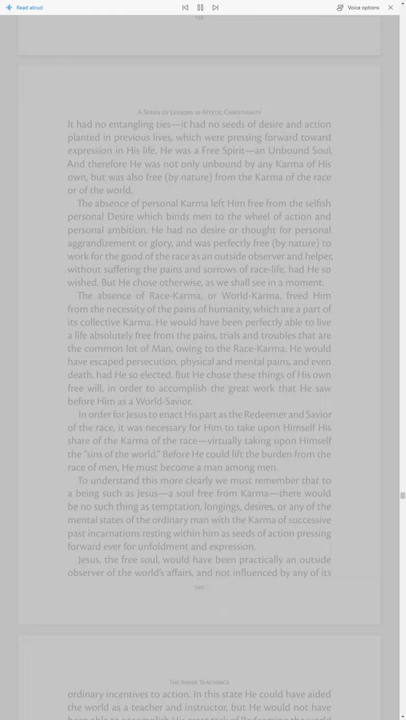 Read aloud
Voice options
A Series of Lessons in Mystic Christianity
It had no entangling ties—it had no seeds of desire and action
planted in previous lives, which were pressing forward toward
expression in His life. He was a Free Spirit—an Unbound Soul.
And therefore He was not only unbound by any Karma of His
own, but was also free (by nature) from the Karma of the race
or of the world.
The absence of personal Karma left Him free from the selfish
personal Desire which binds men to the wheel of action and
personal ambition. He had no desire or thought for personal
aggrandizement or glory, and was perfectly free (by nature) to
work for the good of the race as an outside observer and helper,
without suffering the pains and sorrows of race-life, had He so
wished. But He chose otherwise, as we shall see in a moment.
The absence of Race-Karma, or World-Karma, freed Him
from the necessity of the pains of humanity, which are a part of
its collective Karma. He would have been perfectly able to live
a life absolutely free from the pains, trials and troubles that are
the common lot of Man, owing to the Race-Karma. He would
have escaped persecution, physical and mental pains, and even
death, had He so elected. But He chose these things of His own
free will, in order to accomplish the great work that He saw
before Him as a World-Savior.
In order for Jesus to enact His part as the Redeemer and Savior
of the race, it was necessary for Him to take upon Himself His
share of the Karma of the race—virtually taking upon Himself
the "sins of the world." Before He could lift the burden from the
race of men, He must become a man among men.
To understand this more clearly we must remember that to
a being such as Jesus—a soul free from Karma—there would
be no such thing as temptation, longings, desires, or any of the
mental states of the ordinary man with the Karma of successive
past incarnations resting within him as seeds of action pressing
forward ever for unfoldment and expression.
Jesus, the free soul, would have been practically an outside
observer of the world's affairs, and not influenced by any of its
The Inner Teachings
ordinary incentives to action. In this state He could have aided
the world as a teacher and instructor, but He would not have